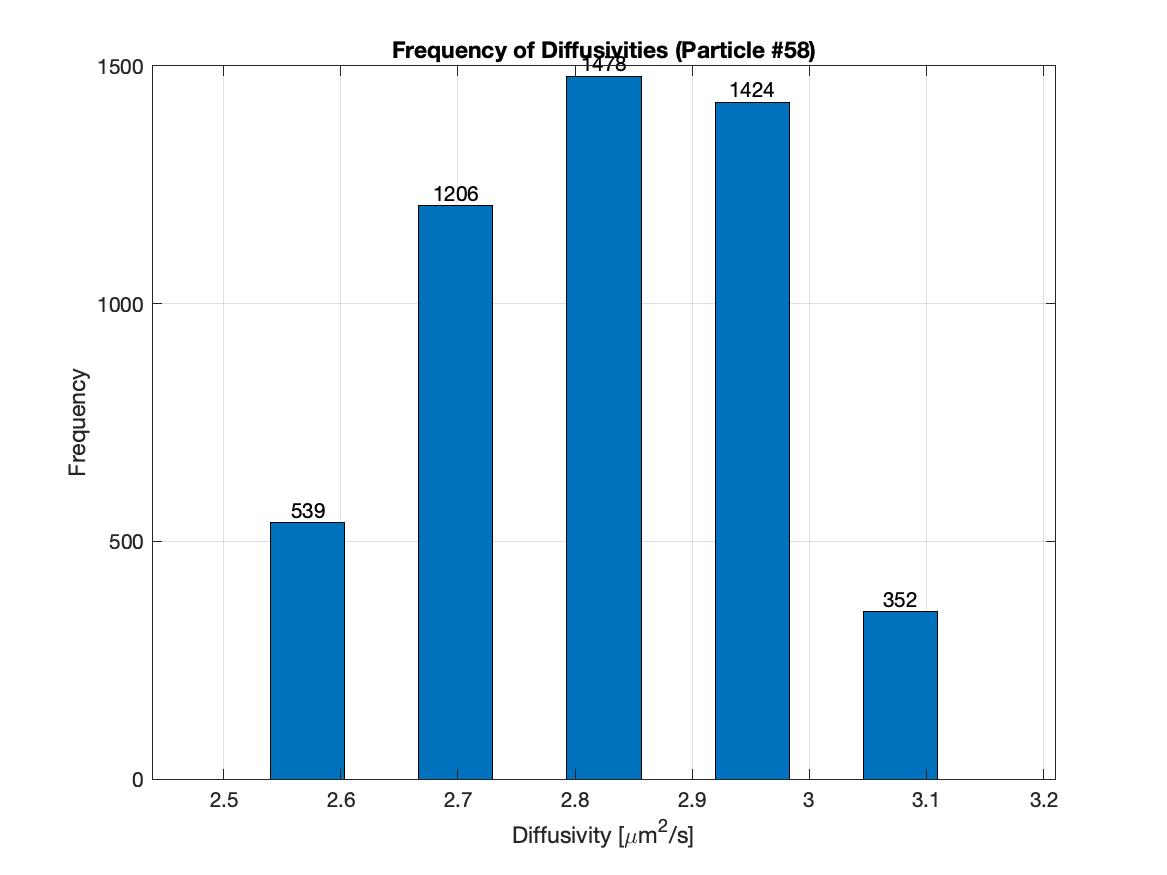 Frequency of Diffusivities (Particle #58)
1500
1478
1424
1206
1000
Frequency
539
500
352
0
2.5 2.6 2.7 2.8 2.9 3 3.1 3.2
Diffusivity [μm²/s]